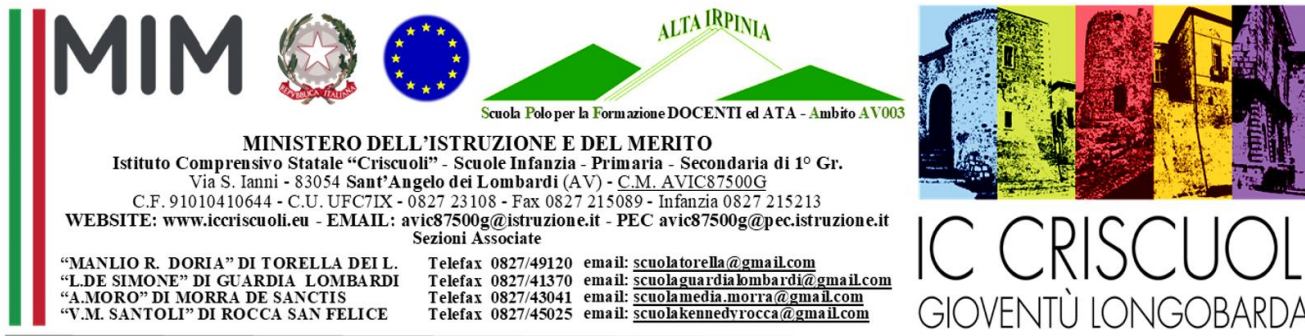 MIM
REPVBBLICA ITALIANA
ALTA IRPINIA
Scuola Polo per la Formazione DOCENTI ed ATA - Ambito AV003
MINISTERO DELL'ISTRUZIONE E DEL MERITO
Istituto Comprensivo Statale “Criscuoli” - Scuole Infanzia - Primaria - Secondaria di 1° Gr.
Via S. Ianni - 83054 Sant'Angelo dei Lombardi (AV) - C.M. AVIC87500G
C.F. 91010410644 - C.U. UFC7IX - 0827 23108 - Fax 0827 215089 - Infanzia 0827 215213
WEBSITE: www.iccriscuoli.eu - EMAIL: avic87500g@istruzione.it - PEC avic87500g@pec.istruzione.it
Sezioni Associate
“MANLIO R. DORIA” DI TORELLA DEI L. Telefax 0827/49120 email: scuolatorella@gmail.com
“L.DE SIMONE” DI GUARDIA LOMBARDI Telefax 0827/41370 email: scuolaguardialombardi@gmail.com
“A.MORO” DI MORRA DE SANCTIS Telefax 0827/43041 email: scuolamedia.morra@gmail.com
“V.M. SANTOLI” DI ROCCA SAN FELICE Telefax 0827/45025 email: scuolakennedyrocca@gmail.com
IC CRISCUOL
GIOVENTÙ LONGOBARDA